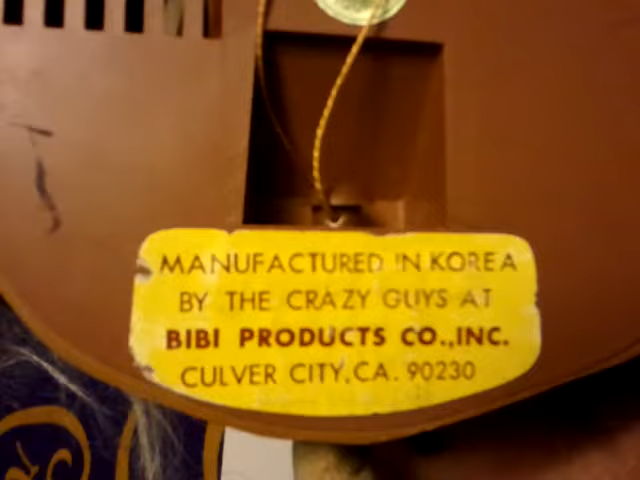 MANUFACTURED IN KOREA
BY THE CRAZY GUYS AT
BIBI PRODUCTS CO.,INC.
CULVER CITY,CA. 90230